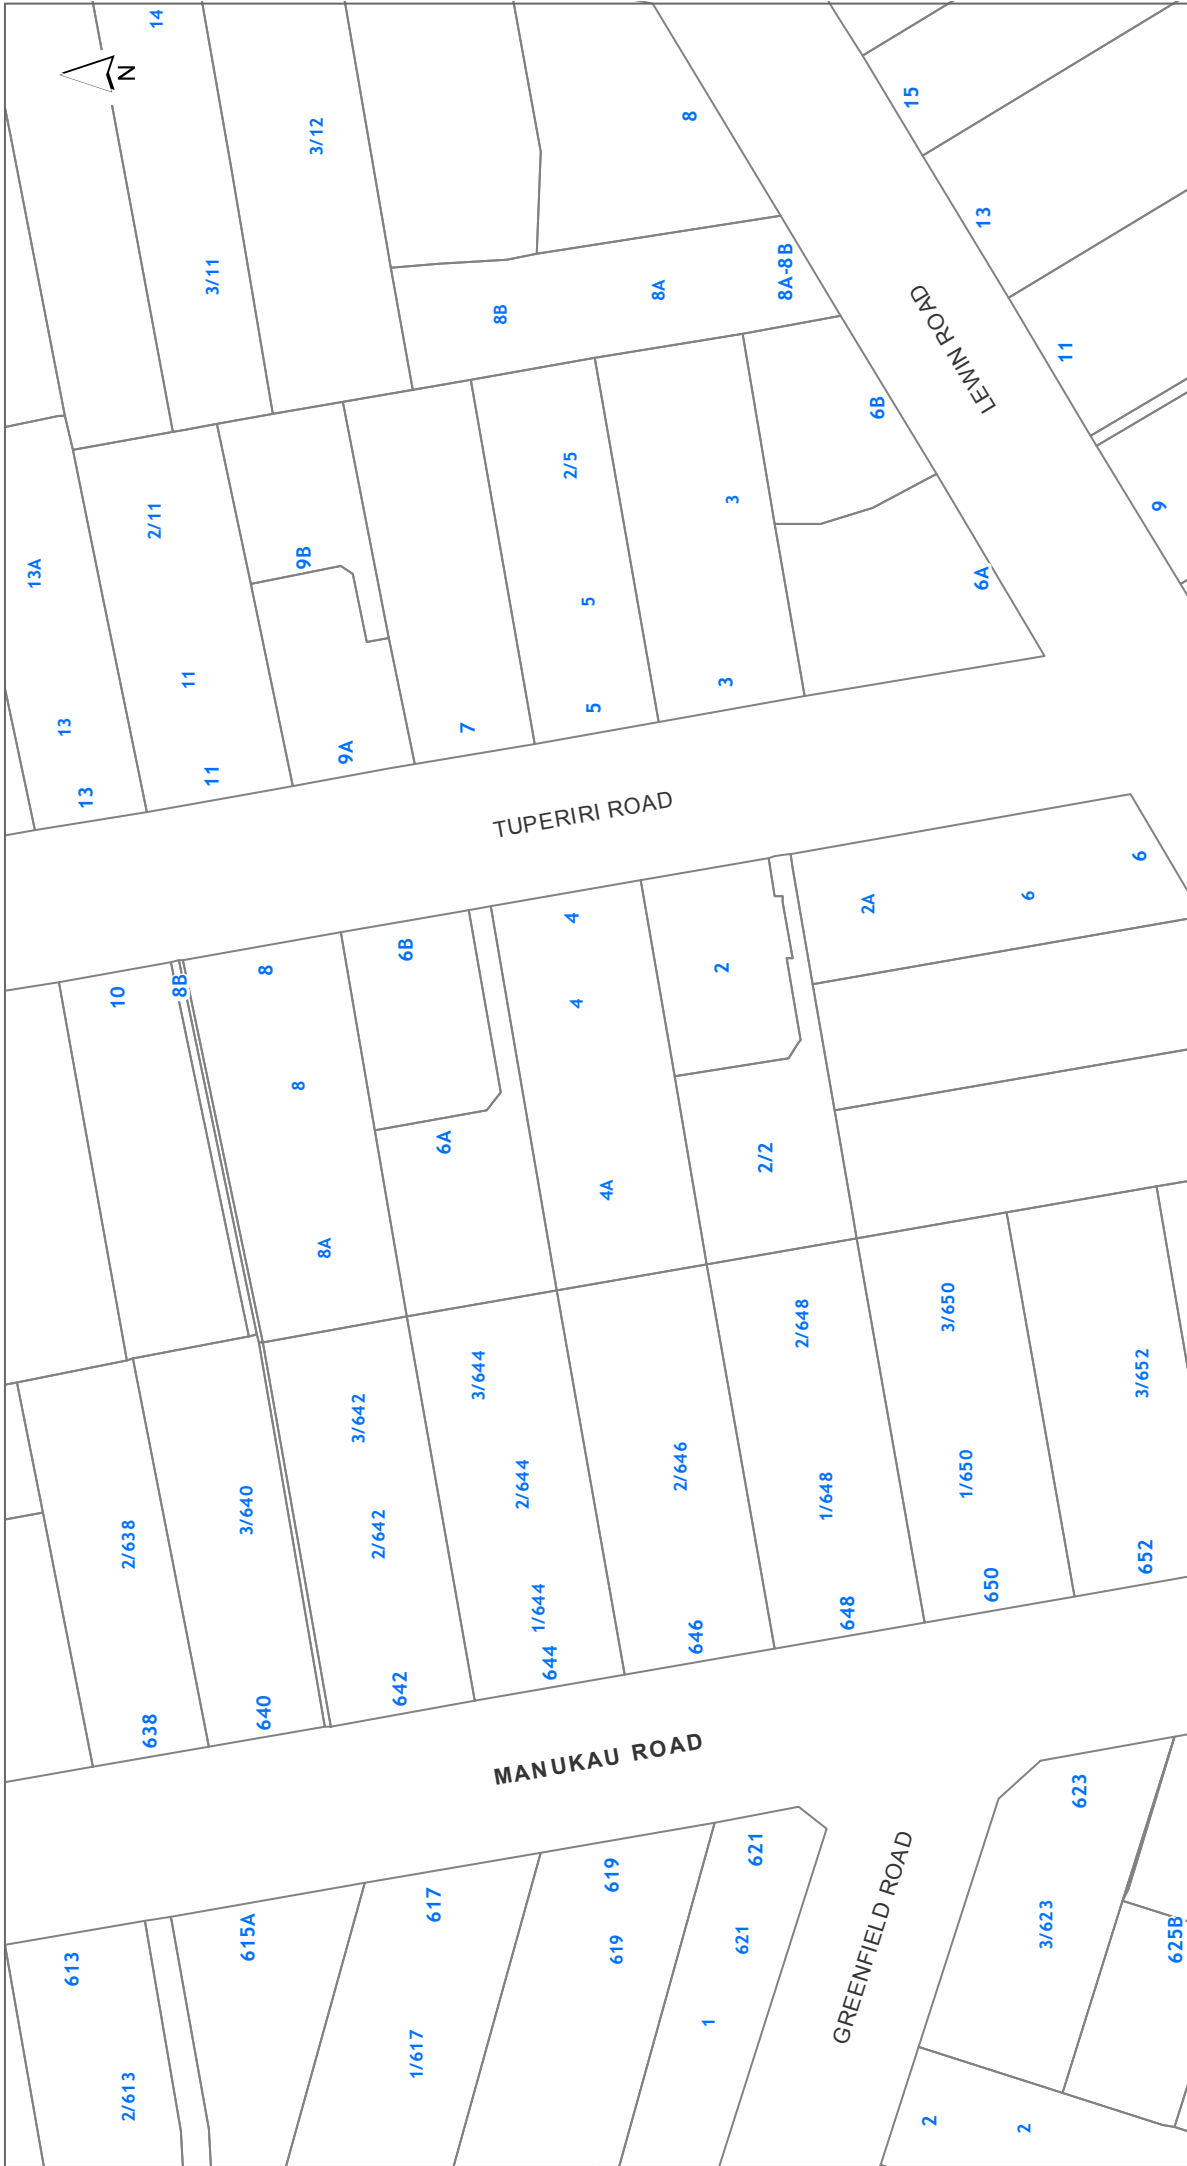 14
N
3/12
8
15
13
3/11
8B
8A
8A-8B
LEWIN ROAD
11
6B
9
13A
2/11
9B
2/5
3
5
6A
13
11
3
13
11
9A
7
5
TUPERIRI ROAD
10
8B
8
6B
4
2
2A
6
6
4
8
6A
2/2
4A
8A
3/642
3/644
2/648
3/650
3/652
2/638
3/640
2/642
2/644
2/646
1/648
1/650
652
1/644
638
640
642
644
646
648
650
MANUKAU ROAD
613
615A
617
619
621
623
619
621
GREENFIELD ROAD
3/623
625B
2/613
1/617
1
2
2